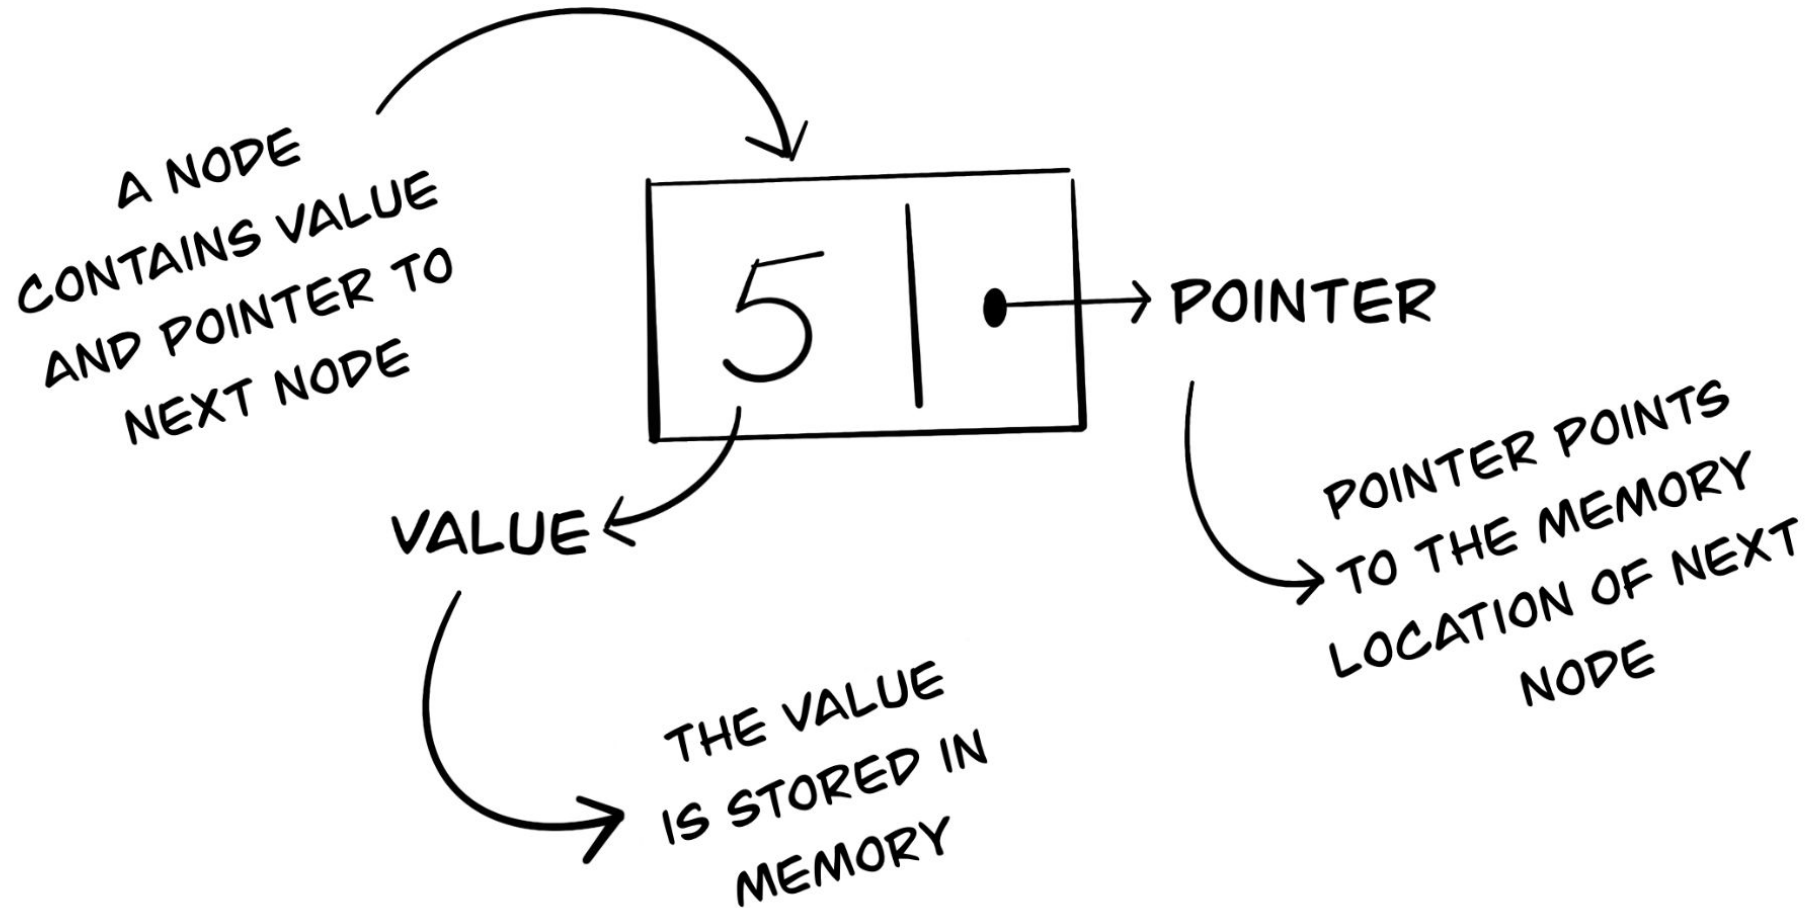 A NODE
CONTAINS VALUE
AND POINTER TO
NEXT NODE
5
POINTER
VALUE
POINTER POINTS
TO THE MEMORY
LOCATION OF NEXT
NODE
THE VALUE
IS STORED IN
MEMORY